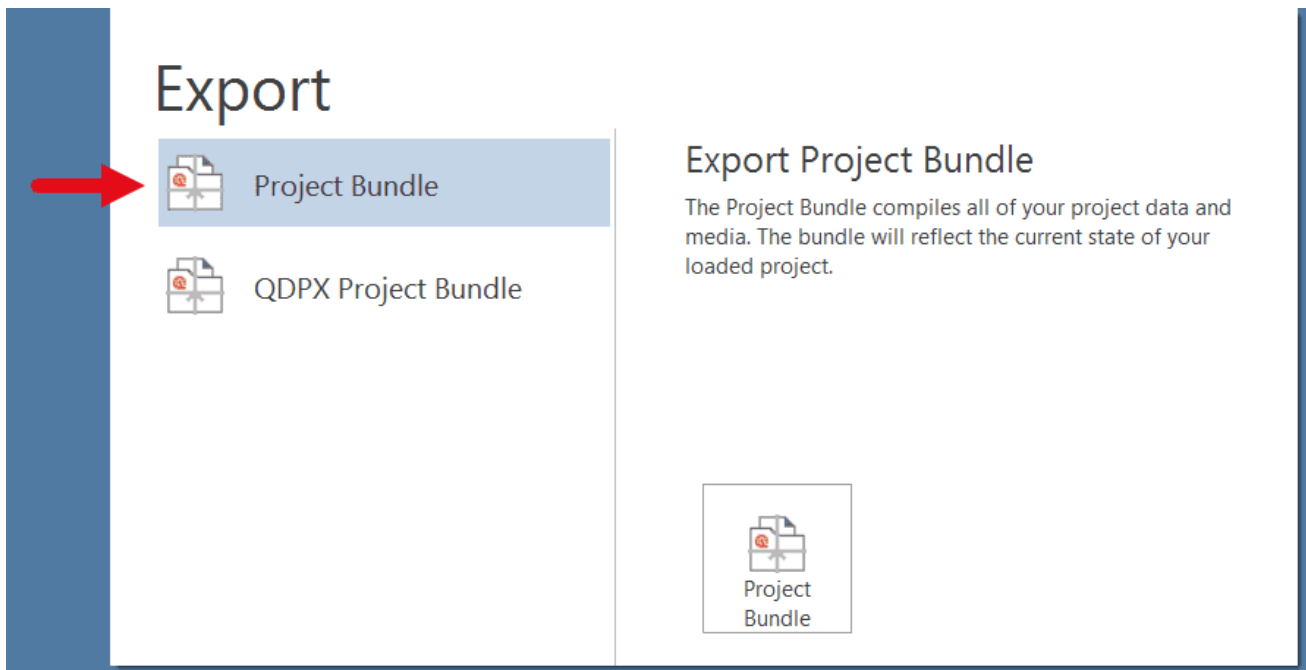 Export
Project Bundle
QDPX Project Bundle
Export Project Bundle
The Project Bundle compiles all of your project data and
media. The bundle will reflect the current state of your
loaded project.
Project
Bundle